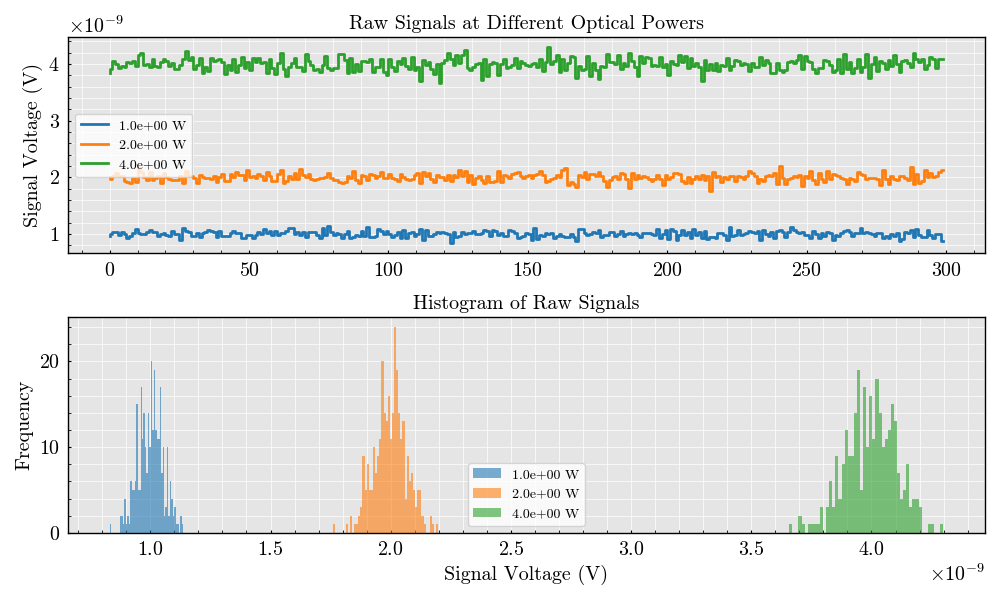 Raw Signals at Different Optical Powers
×10⁻⁹
Signal Voltage (V)
4
3
2
1
1.0e+00 W
2.0e+00 W
4.0e+00 W
0 50 100 150 200 250 300
Histogram of Raw Signals
Frequency
20
10
0
1.0e+00 W
2.0e+00 W
4.0e+00 W
1.0 1.5 2.0 2.5 3.0 3.5 4.0
Signal Voltage (V)
×10⁻⁹